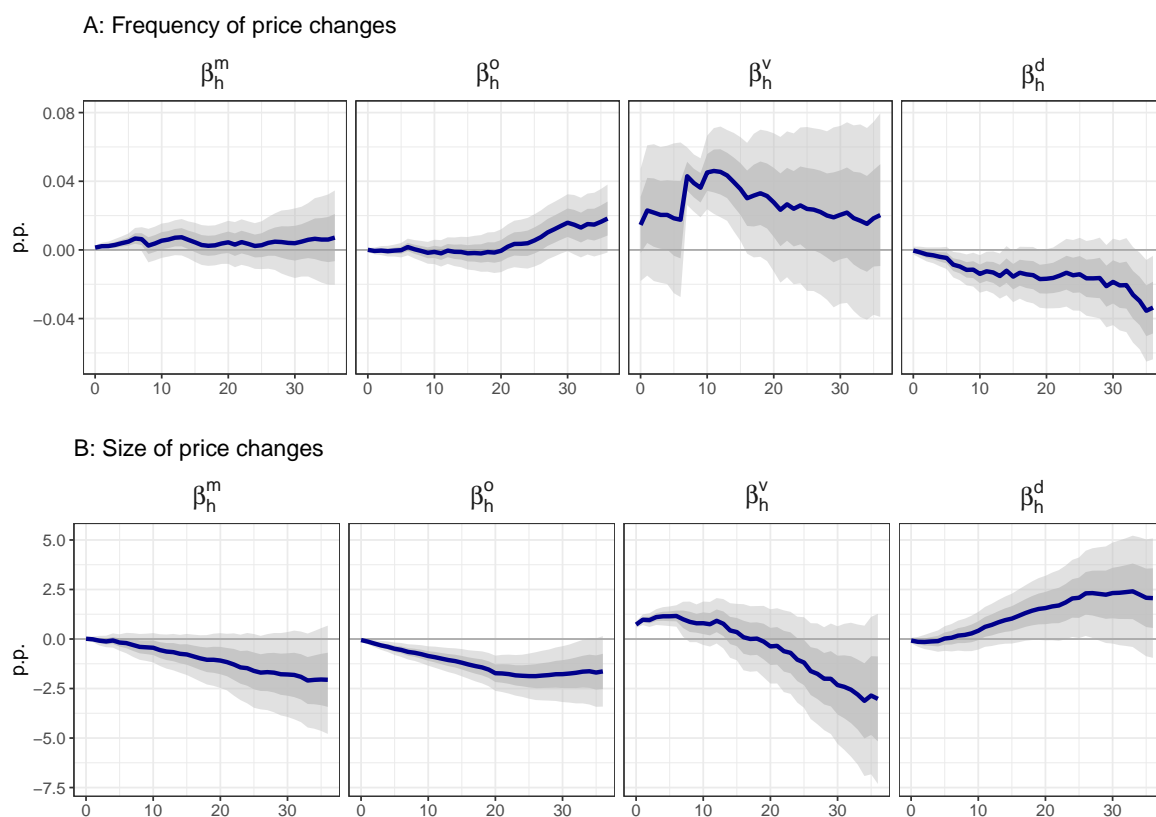 A: Frequency of price changes
β_h^m β_h^o β_h^v β_h^d
p.p.
0.08
0.04
0.00
−0.04
0 10 20 30 0 10 20 30 0 10 20 30 0 10 20 30
B: Size of price changes
β_h^m β_h^o β_h^v β_h^d
p.p.
5.0
2.5
0.0
−2.5
−5.0
−7.5
0 10 20 30 0 10 20 30 0 10 20 30 0 10 20 30